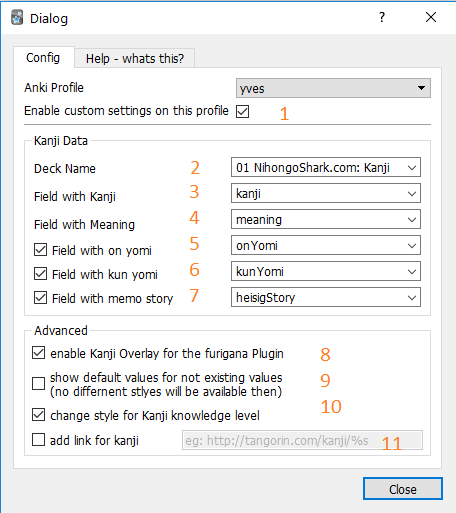 Dialog
?
Config
Help - whats this?
Anki Profile
yves
Enable custom settings on this profile
1
Kanji Data
Deck Name
2
01 NihongoShark.com: Kanji
Field with Kanji
3
kanji
Field with Meaning
4
meaning
Field with on yomi
5
onYomi
Field with kun yomi
6
kunYomi
Field with memo story
7
heisigStory
Advanced
enable Kanji Overlay for the furigana Plugin
8
show default values for not existing values
(no differnent stlyes will be available then)
9
change style for Kanji knowledge level
10
add link for kanji
eg: http://tangorin.com/kanji/%s
11
Close